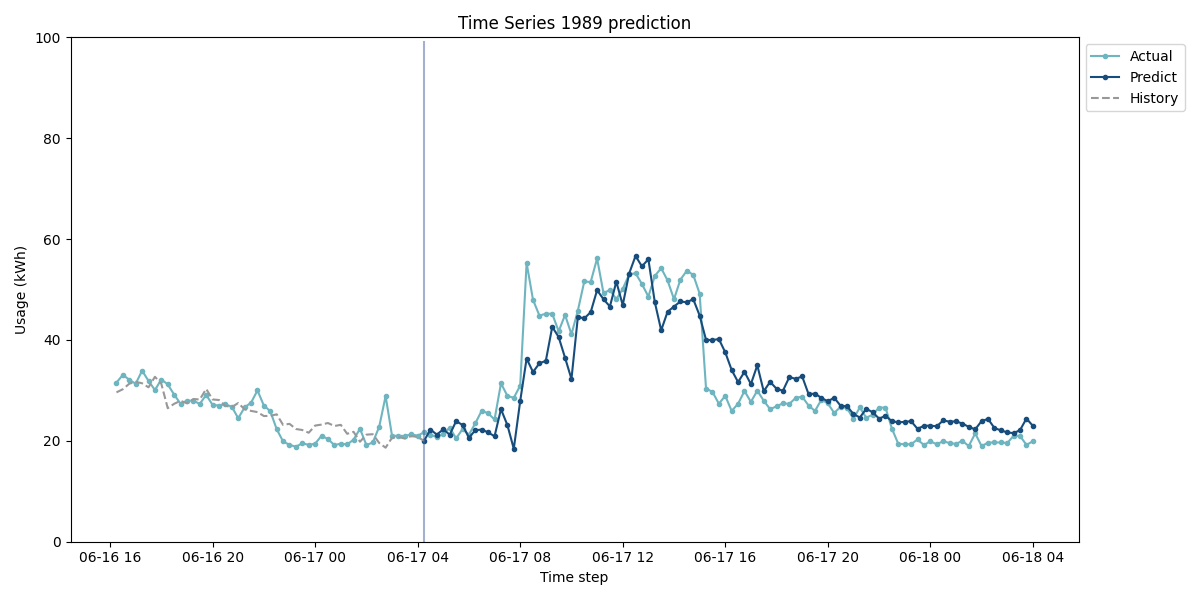 Time Series 1989 prediction
Usage (kWh)
100
80
60
40
20
0
06-16 16
06-16 20
06-17 00
06-17 04
06-17 08
06-17 12
06-17 16
06-17 20
06-18 00
06-18 04
Time step
Actual
Predict
History